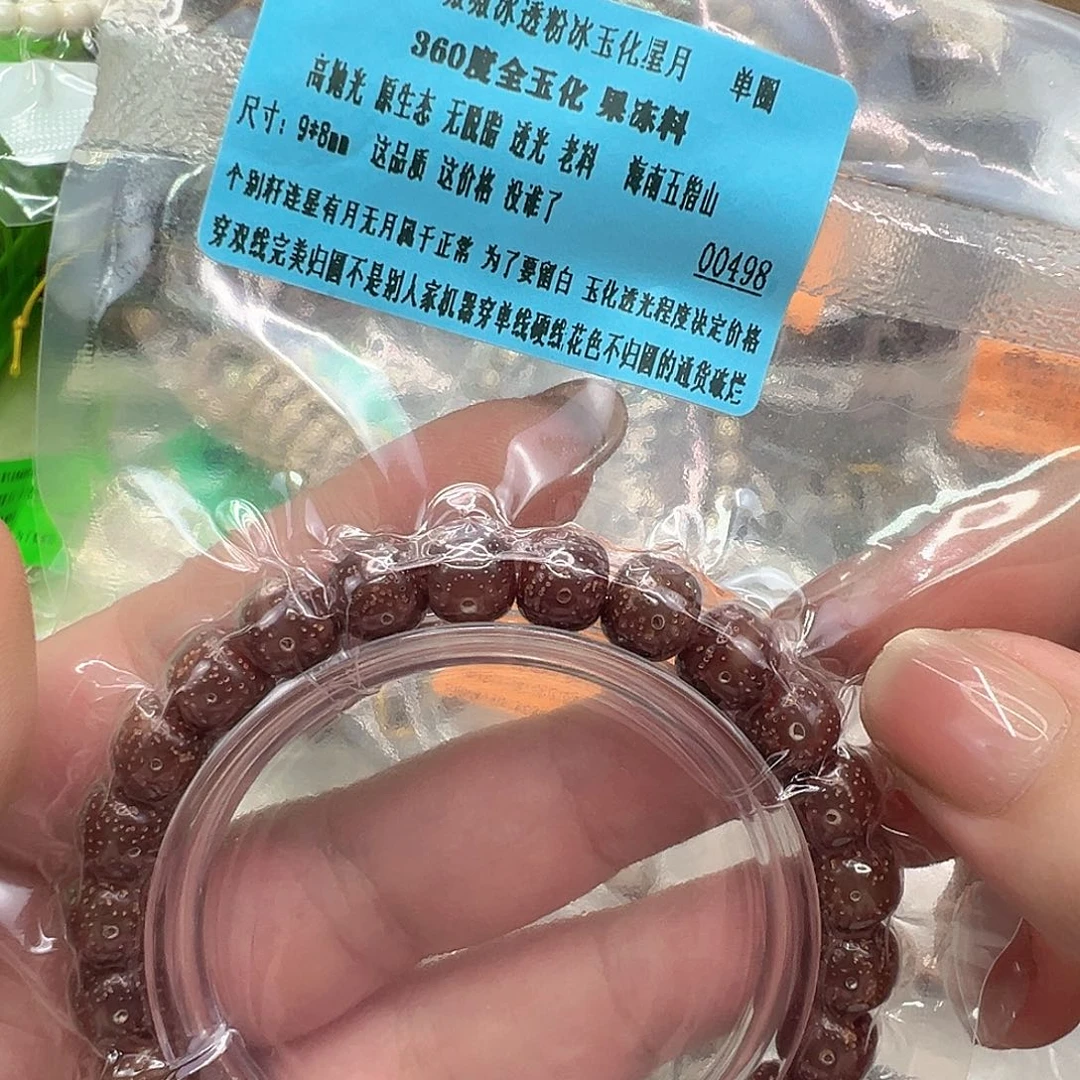 冰透粉冰玉化星月 单圈
360度全玉化 果冻料
高抛光 原生态 无脱脂 透光 老料 海南五指山
尺寸：9*8mm 这品质 这价格 没谁了
00498
个别籽连星有月无月属于正常 为了要留白 玉化透光程度决定价格
穿双线完美归圆不是别人家机器穿单线硬线花色不归圆的通货破烂